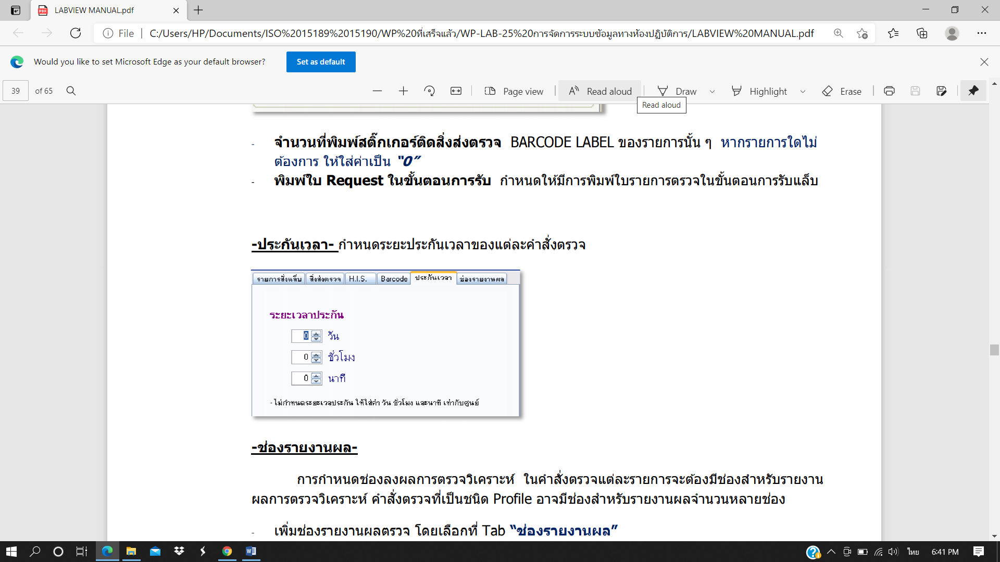 LABVIEW MANUAL.pdf
File | C:/Users/HP/Documents/ISO%2015189%2015190/WP%20ที่เสร็จแล้ว/WP-LAB-25%20การจัดการระบบข้อมูลทางห้องปฏิบัติการ/LABVIEW%20MANUAL.pdf
Would you like to set Microsoft Edge as your default browser? Set as default
39 of 65 Page view Read aloud Draw Highlight Erase
Read aloud
- จำนวนที่พิมพ์สติ๊กเกอร์ติดสิ่งส่งตรวจ BARCODE LABEL ของรายการนั้น ๆ หากรายการใดไม่
ต้องการ ให้ใส่ค่าเป็น “0”
- พิมพ์ใบ Request ในขั้นตอนการรับ กำหนดให้มีการพิมพ์ใบรายการตรวจในขั้นตอนการรับแล็บ
-ประกันเวลา- กำหนดระยะประกันเวลาของแต่ละคำสั่งตรวจ
รายการสั่งแล็บ สิ่งส่งตรวจ H.I.S. Barcode ประกันเวลา ช่องรายงานผล
ระยะเวลาประกัน
0 วัน
0 ชั่วโมง
0 นาที
- ไม่กำหนดระยะเวลประกัน ให้ใส่ค่า วัน ชั่วโมง และนาที เท่ากับศูนย์
-ช่องรายงานผล-
การกำหนดช่องลงผลการตรวจวิเคราะห์ ในคำสั่งตรวจแต่ละรายการจะต้องมีช่องสำหรับรายงาน
ผลการตรวจวิเคราะห์ คำสั่งตรวจที่เป็นชนิด Profile อาจมีช่องสำหรับรายงานผลจำนวนหลายช่อง
- เพิ่มช่องรายงานผลตรวจ โดยเลือกที่ Tab “ช่องรายงานผล”
ไทย 6:41 PM